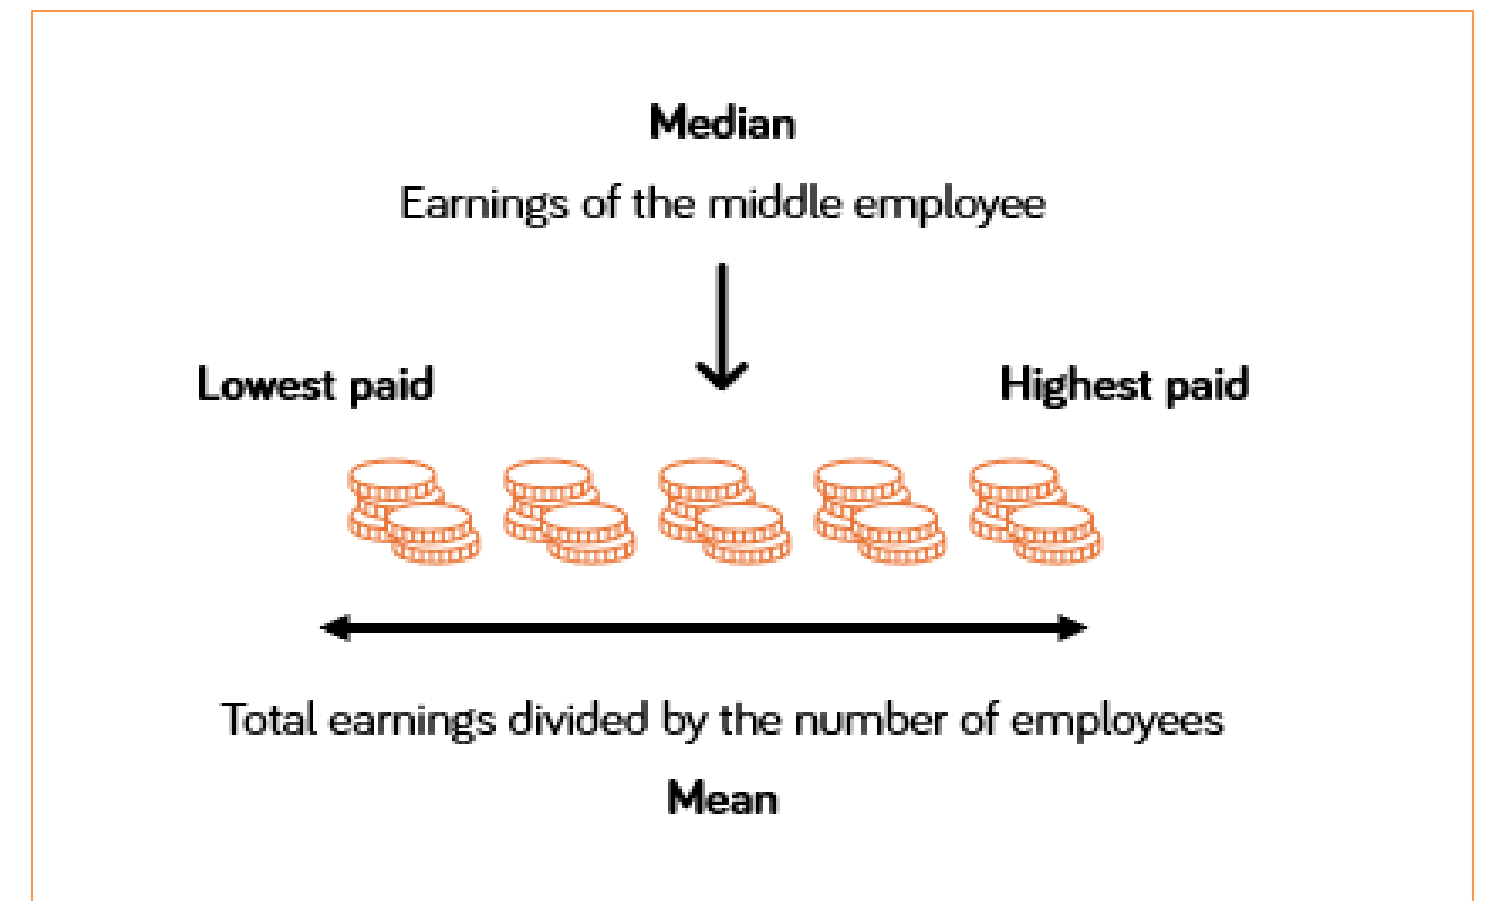 Median
Earnings of the middle employee
Lowest paid
Highest paid
Total earnings divided by the number of employees
Mean